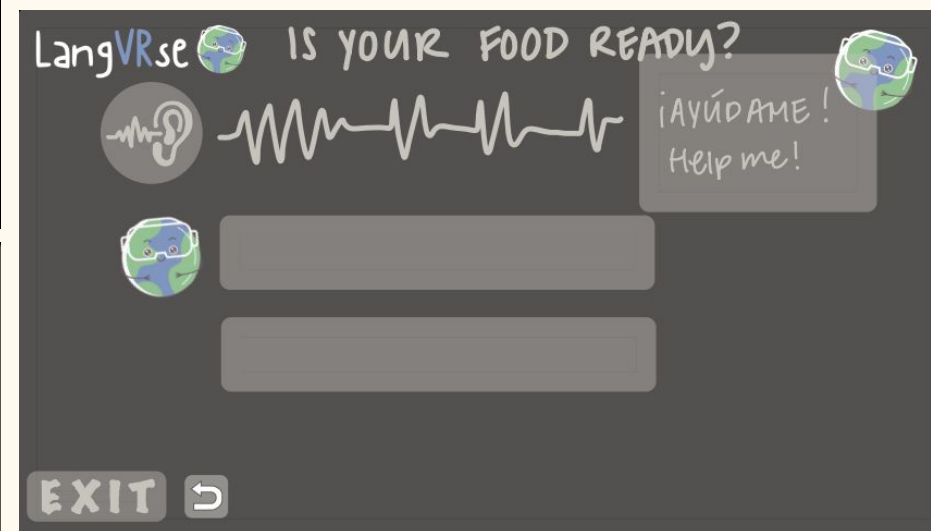 LangVRse
IS YOUR FOOD READY?
¡AYÚDAME!
Help me!
EXIT